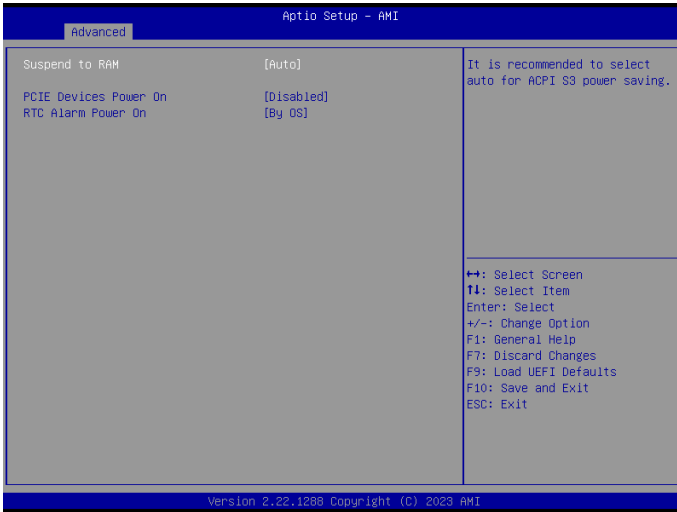 Aptio Setup – AMI
Advanced
Suspend to RAM [Auto]
PCIE Devices Power On [Disabled]
RTC Alarm Power On [By OS]
It is recommended to select
auto for ACPI S3 power saving.
↔: Select Screen
↑↓: Select Item
Enter: Select
+/-: Change Option
F1: General Help
F7: Discard Changes
F9: Load UEFI Defaults
F10: Save and Exit
ESC: Exit
Version 2.22.1288 Copyright (C) 2023 AMI